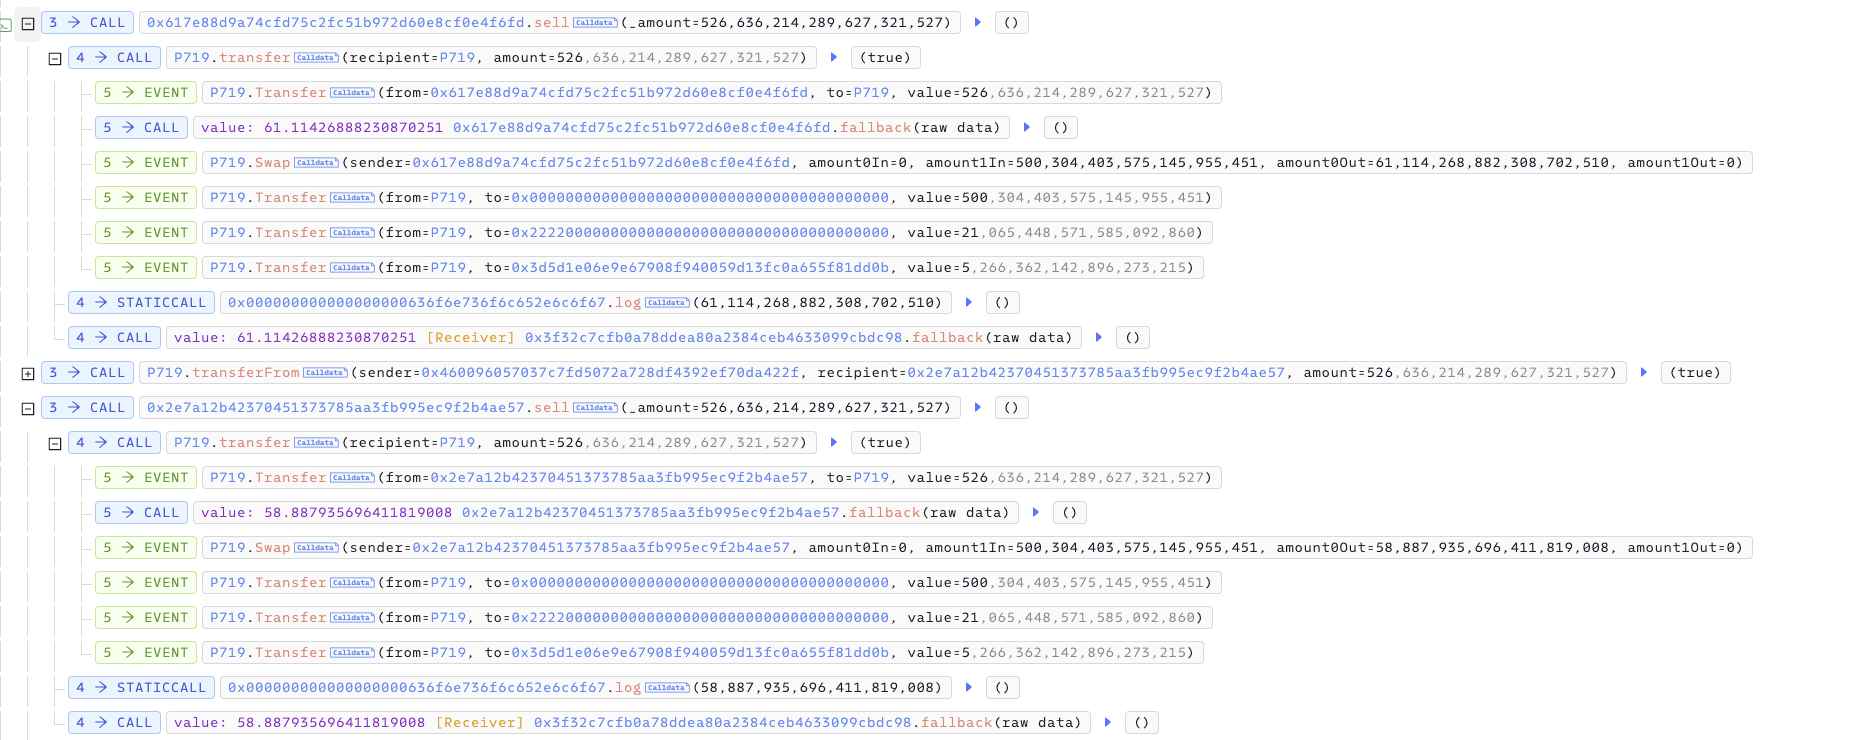 3 → CALL 0x617e88d9a74cfd75c2fc51b972d60e8cf0e4f6fd.sell Calldata (_amount=526,636,214,289,627,321,527) ()
4 → CALL P719.transfer Calldata (recipient=P719, amount=526,636,214,289,627,321,527) (true)
5 → EVENT P719.Transfer Calldata (from=0x617e88d9a74cfd75c2fc51b972d60e8cf0e4f6fd, to=P719, value=526,636,214,289,627,321,527)
5 → CALL value: 61.11426888230870251 0x617e88d9a74cfd75c2fc51b972d60e8cf0e4f6fd.fallback(raw data) ()
5 → EVENT P719.Swap Calldata (sender=0x617e88d9a74cfd75c2fc51b972d60e8cf0e4f6fd, amount0In=0, amount1In=500,304,403,575,145,955,451, amount0Out=61,114,268,882,308,702,510, amount1Out=0)
5 → EVENT P719.Transfer Calldata (from=P719, to=0x0000000000000000000000000000000000000000, value=500,304,403,575,145,955,451)
5 → EVENT P719.Transfer Calldata (from=P719, to=0x2222000000000000000000000000000000000000, value=21,065,448,571,585,092,860)
5 → EVENT P719.Transfer Calldata (from=P719, to=0x3d5d1e06e9e67908f940059d13fc0a655f81dd0b, value=5,266,362,142,896,273,215)
4 → STATICCALL 0x000000000000000000636f6e736f6c652e6c6f67.log Calldata (61,114,268,882,308,702,510) ()
4 → CALL value: 61.11426888230870251 [Receiver] 0x3f32c7cfb0a78ddea80a2384ceb4633099cbdc98.fallback(raw data) ()
3 → CALL P719.transferFrom Calldata (sender=0x460096057037c7fd5072a728df4392ef70da422f, recipient=0x2e7a12b42370451373785aa3fb995ec9f2b4ae57, amount=526,636,214,289,627,321,527) (true)
3 → CALL 0x2e7a12b42370451373785aa3fb995ec9f2b4ae57.sell Calldata (_amount=526,636,214,289,627,321,527) ()
4 → CALL P719.transfer Calldata (recipient=P719, amount=526,636,214,289,627,321,527) (true)
5 → EVENT P719.Transfer Calldata (from=0x2e7a12b42370451373785aa3fb995ec9f2b4ae57, to=P719, value=526,636,214,289,627,321,527)
5 → CALL value: 58.887935696411819008 0x2e7a12b42370451373785aa3fb995ec9f2b4ae57.fallback(raw data) ()
5 → EVENT P719.Swap Calldata (sender=0x2e7a12b42370451373785aa3fb995ec9f2b4ae57, amount0In=0, amount1In=500,304,403,575,145,955,451, amount0Out=58,887,935,696,411,819,008, amount1Out=0)
5 → EVENT P719.Transfer Calldata (from=P719, to=0x0000000000000000000000000000000000000000, value=500,304,403,575,145,955,451)
5 → EVENT P719.Transfer Calldata (from=P719, to=0x2222000000000000000000000000000000000000, value=21,065,448,571,585,092,860)
5 → EVENT P719.Transfer Calldata (from=P719, to=0x3d5d1e06e9e67908f940059d13fc0a655f81dd0b, value=5,266,362,142,896,273,215)
4 → STATICCALL 0x000000000000000000636f6e736f6c652e6c6f67.log Calldata (58,887,935,696,411,819,008) ()
4 → CALL value: 58.887935696411819008 [Receiver] 0x3f32c7cfb0a78ddea80a2384ceb4633099cbdc98.fallback(raw data) ()